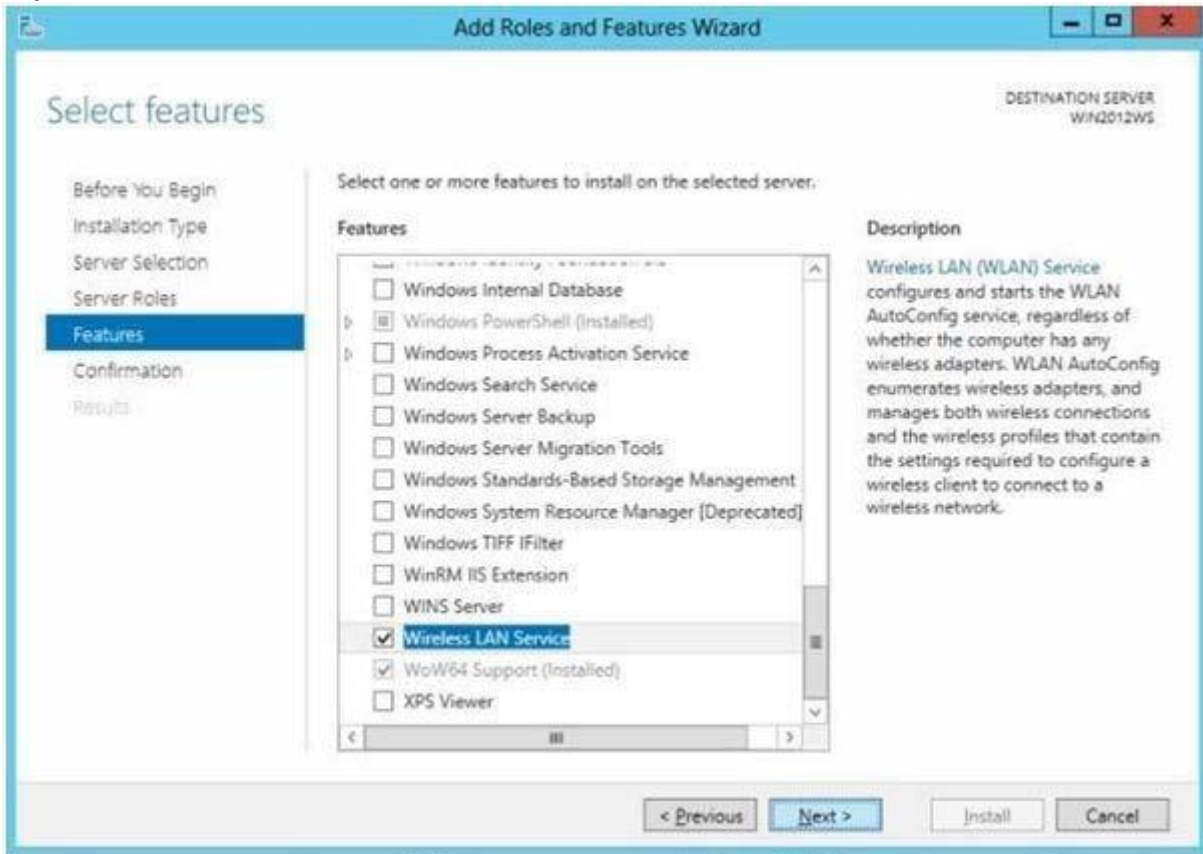 Add Roles and Features Wizard
Select features
DESTINATION SERVER
WIN2012WS
Before You Begin
Installation Type
Server Selection
Server Roles
Features
Confirmation
Results
Select one or more features to install on the selected server.
Features
Windows Internal Database
Windows PowerShell (Installed)
Windows Process Activation Service
Windows Search Service
Windows Server Backup
Windows Server Migration Tools
Windows Standards-Based Storage Management
Windows System Resource Manager [Deprecated]
Windows TIFF IFilter
WinRM IIS Extension
WINS Server
Wireless LAN Service
WoW64 Support (Installed)
XPS Viewer
Description
Wireless LAN (WLAN) Service
configures and starts the WLAN
AutoConfig service, regardless of
whether the computer has any
wireless adapters. WLAN AutoConfig
enumerates wireless adapters, and
manages both wireless connections
and the wireless profiles that contain
the settings required to configure a
wireless client to connect to a
wireless network.
< Previous
Next >
Install
Cancel